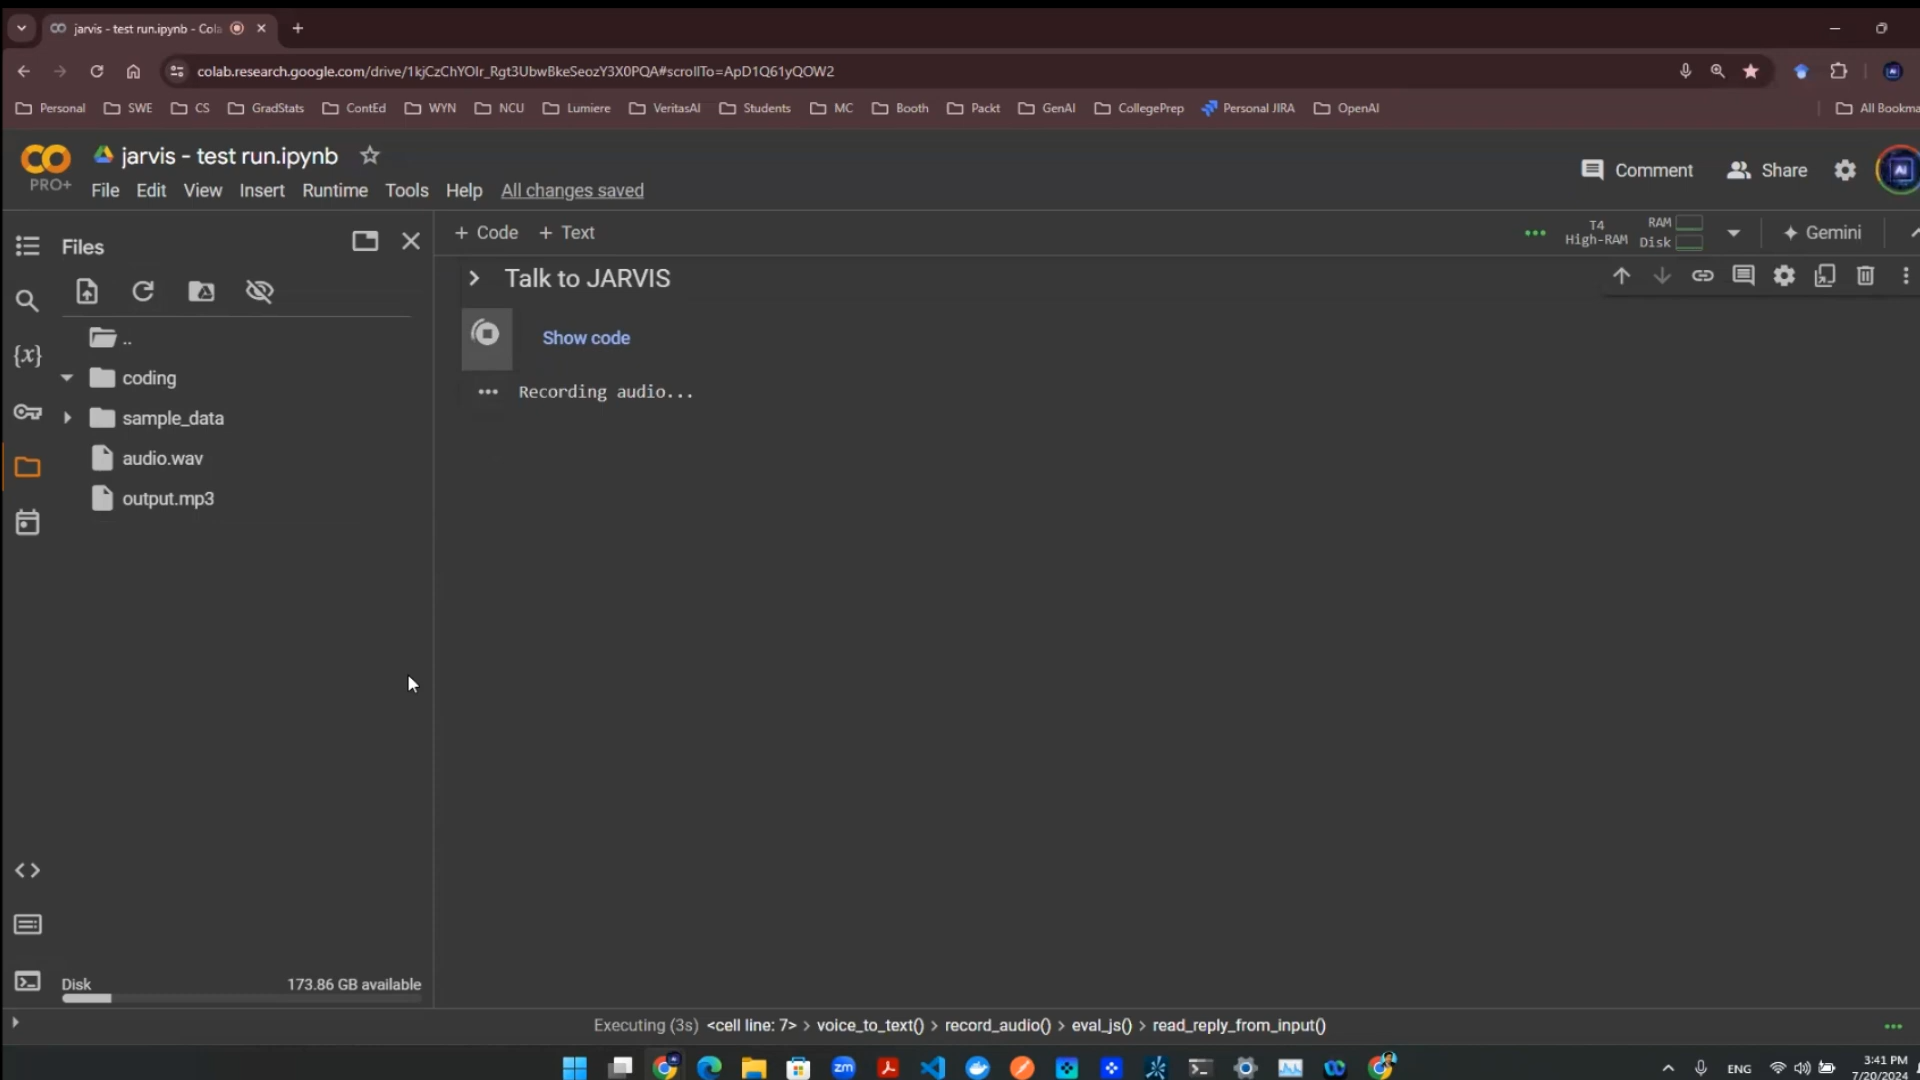 jarvis - test run.ipynb - Cola
colab.research.google.com/drive/1kjCzChYOIr_Rgt3UbwBkeSeozY3X0PQA#scrollTo=ApD1Q61yQOW2
Personal SWE CS GradStats ContEd WYN NCU Lumiere VeritasAI Students MC Booth Packt GenAI CollegePrep Personal JIRA OpenAI All Bookma
CO PRO+
jarvis - test run.ipynb
File Edit View Insert Runtime Tools Help All changes saved
Comment Share AI
Files
+ Code + Text
T4 High-RAM
RAM
Disk
Gemini
Talk to JARVIS
{x}
..
coding
sample_data
audio.wav
output.mp3
Show code
Recording audio...
Disk 173.86 GB available
Executing (3s) <cell line: 7> > voice_to_text() > record_audio() > eval_js() > read_reply_from_input()
zm
ENG
3:41 PM
7/20/2024